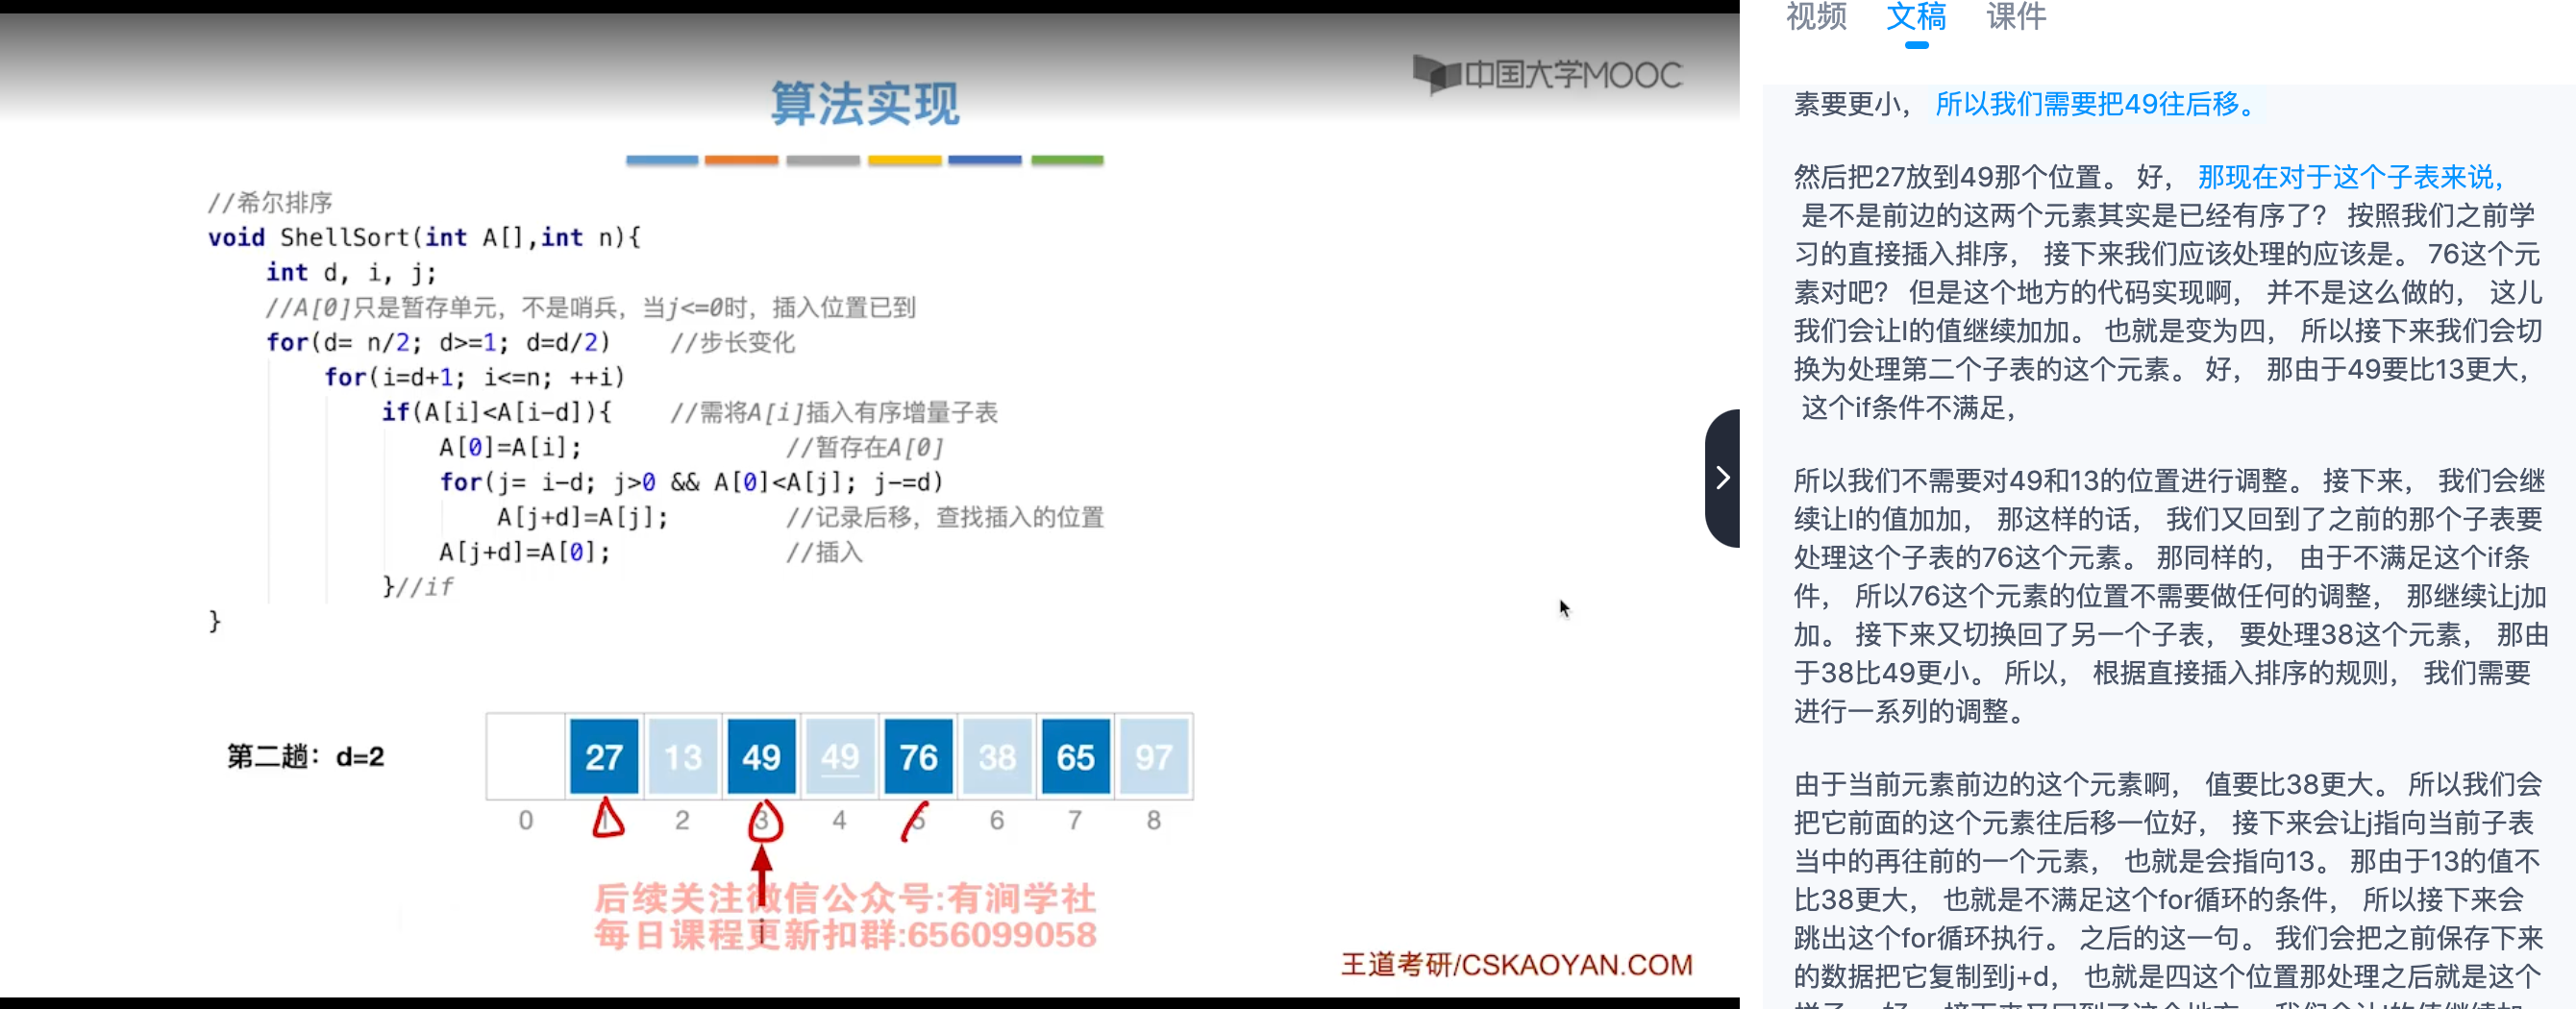 中国大学MOOC
算法实现
//希尔排序
void ShellSort(int A[],int n){
int d, i, j;
//A[0]只是暂存单元，不是哨兵，当j<=0时，插入位置已到
for(d= n/2; d>=1; d=d/2) //步长变化
for(i=d+1; i<=n; ++i)
if(A[i]<A[i-d]){ //需将A[i]插入有序增量子表
A[0]=A[i]; //暂存在A[0]
for(j= i-d; j>0 && A[0]<A[j]; j-=d)
A[j+d]=A[j]; //记录后移，查找插入的位置
A[j+d]=A[0]; //插入
}//if
}
第二趟：d=2
27 13 49 49 76 38 65 97
0 1 2 3 4 5 6 7 8
i
后续关注微信公众号:有涧学社
每日课程更新扣群:656099058
王道考研/CSKAOYAN.COM
视频 文稿 课件
素要更小， 所以我们需要把49往后移。
然后把27放到49那个位置。 好， 那现在对于这个子表来说，
是不是前边的这两个元素其实是已经有序了？ 按照我们之前学
习的直接插入排序， 接下来我们应该处理的应该是。 76这个元
素对吧？ 但是这个地方的代码实现啊， 并不是这么做的， 这儿
我们会让I的值继续加加。 也就是变为四， 所以接下来我们会切
换为处理第二个子表的这个元素。 好， 那由于49要比13更大，
这个if条件不满足，
所以我们不需要对49和13的位置进行调整。 接下来， 我们会继
续让I的值加加， 那这样的话， 我们又回到了之前的那个子表要
处理这个子表的76这个元素。 那同样的， 由于不满足这个if条
件， 所以76这个元素的位置不需要做任何的调整， 那继续让j加
加。 接下来又切换回了另一个子表， 要处理38这个元素， 那由
于38比49更小。 所以， 根据直接插入排序的规则， 我们需要
进行一系列的调整。
由于当前元素前边的这个元素啊， 值要比38更大。 所以我们会
把它前面的这个元素往后移一位好， 接下来会让j指向当前子表
当中的再往前的一个元素， 也就是会指向13。 那由于13的值不
比38更大， 也就是不满足这个for循环的条件， 所以接下来会
跳出这个for循环执行。 之后的这一句。 我们会把之前保存下来
的数据把它复制到j+d， 也就是四这个位置那处理之后就是这个